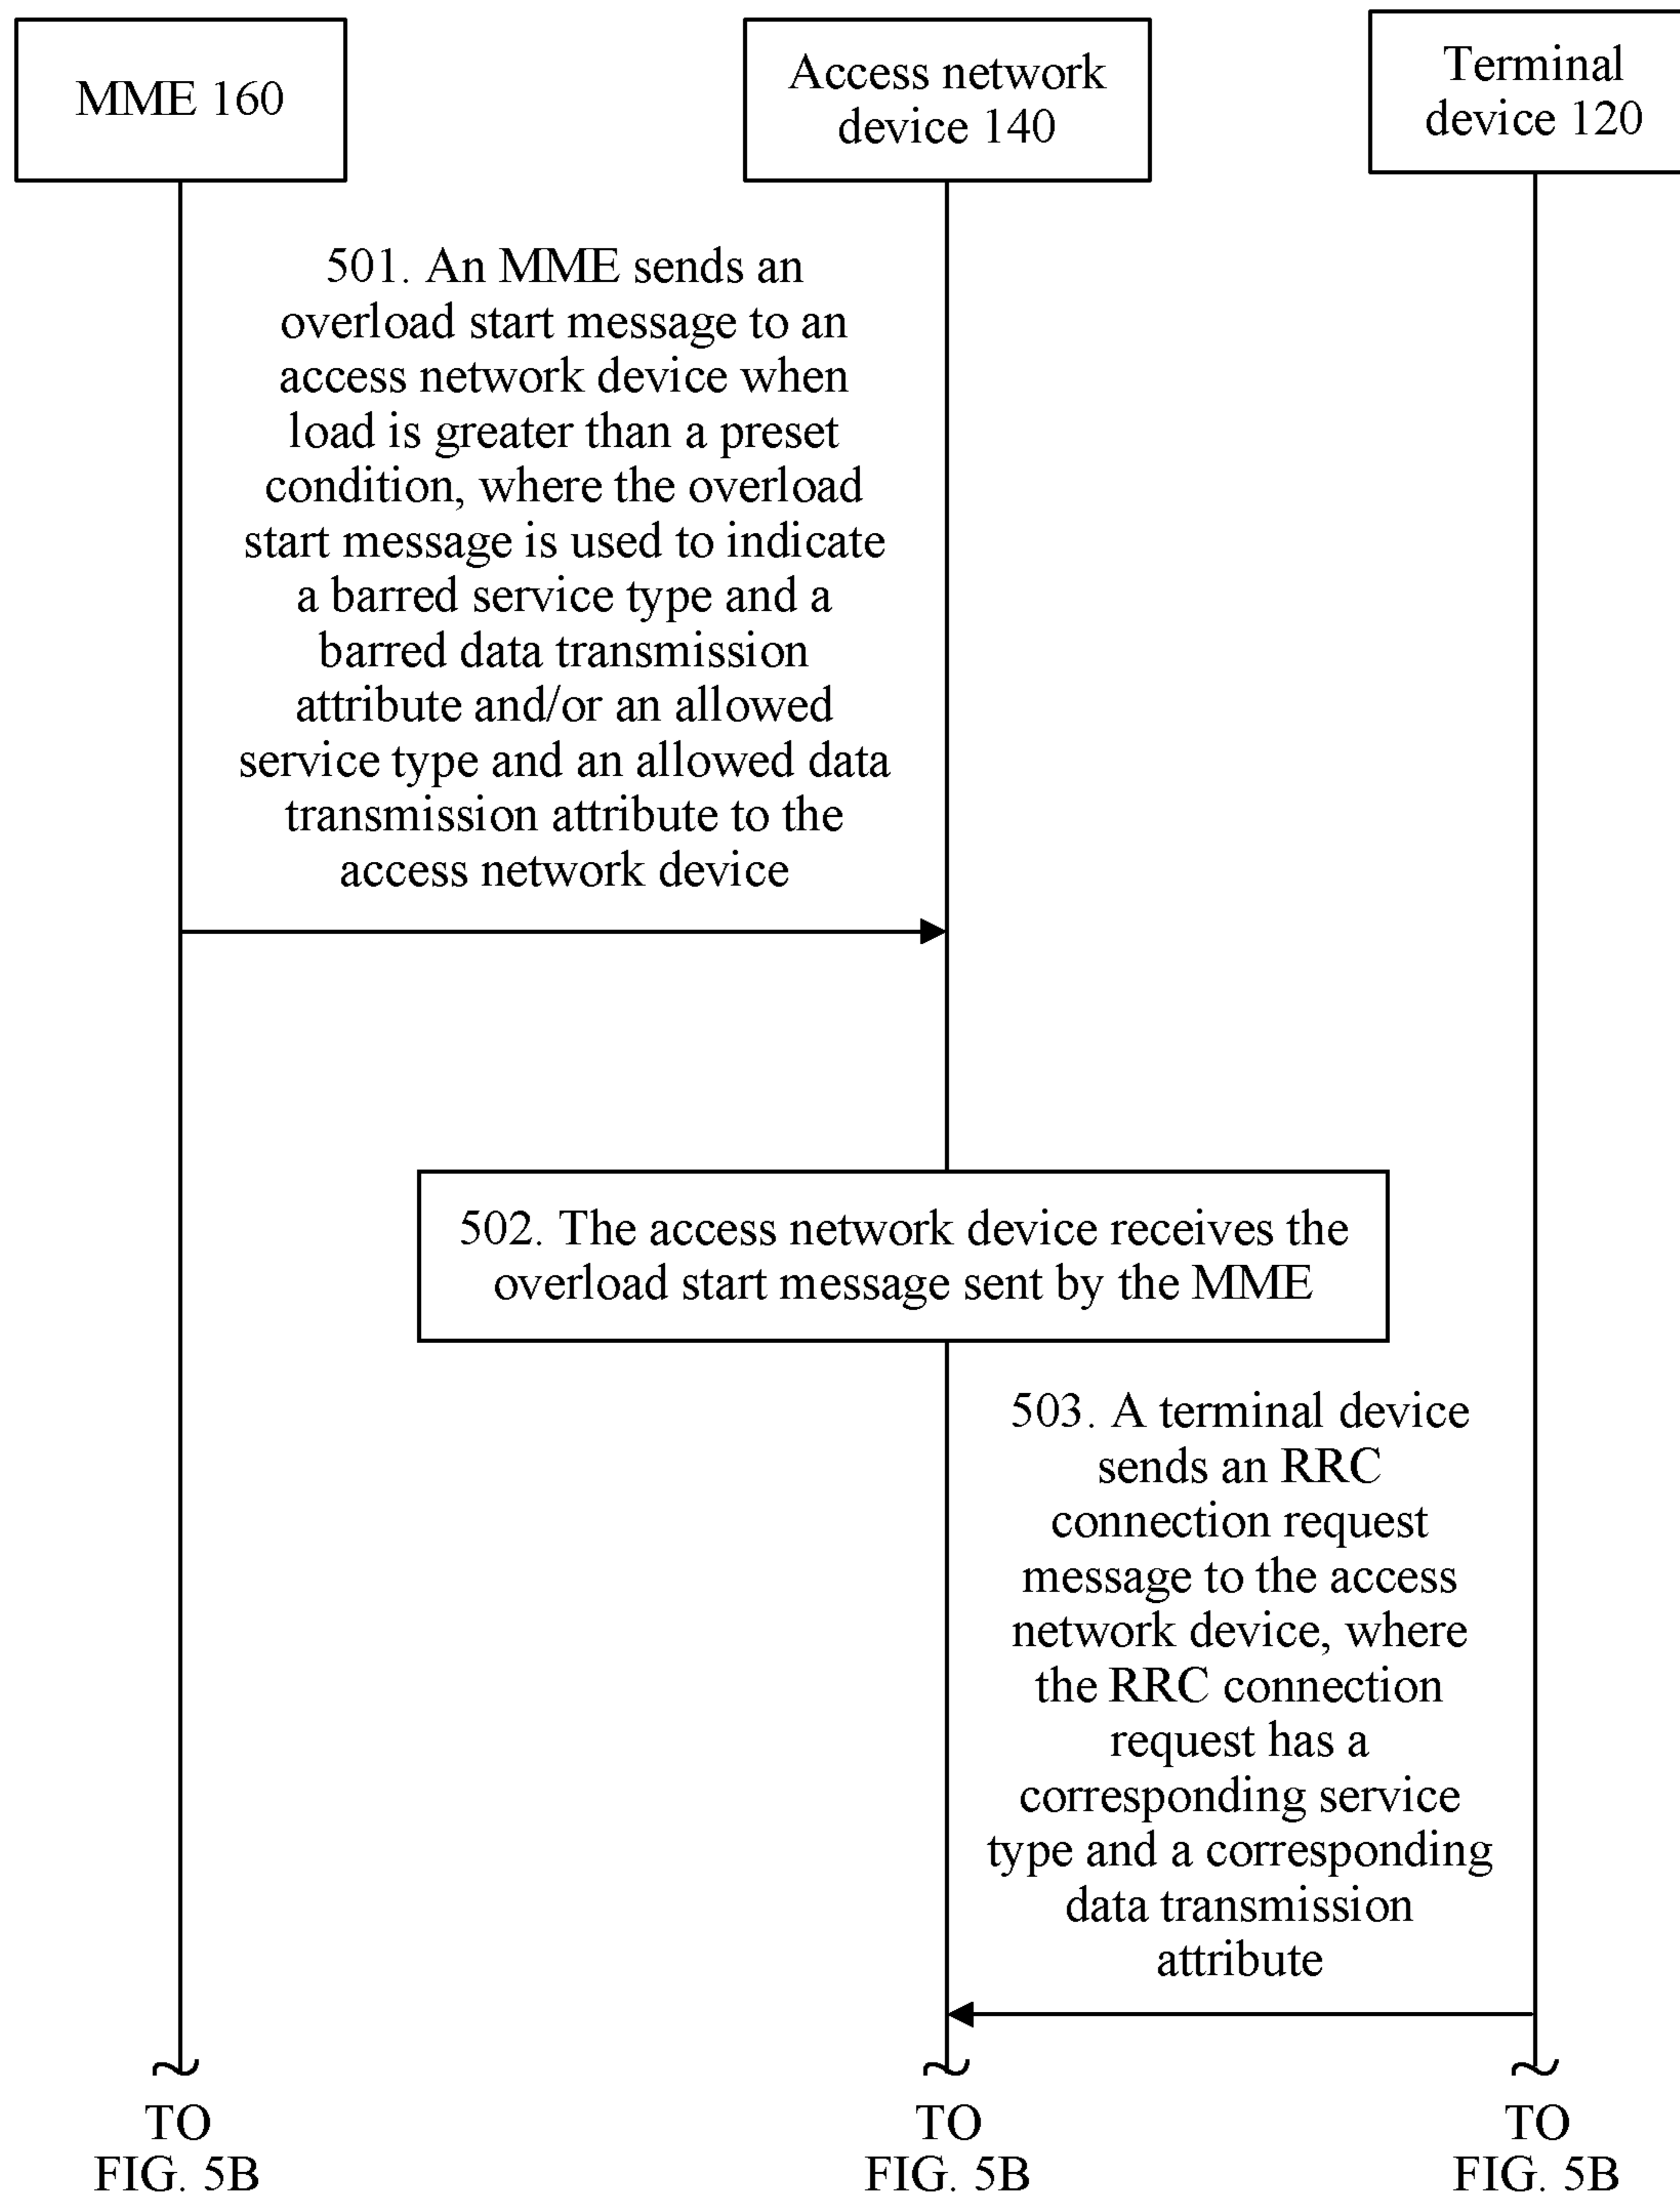 MME 160
Access network
device 140
Terminal
device 120
501. An MME sends an
overload start message to an
access network device when
load is greater than a preset
condition, where the overload
start message is used to indicate
a barred service type and a
barred data transmission
attribute and/or an allowed
service type and an allowed data
transmission attribute to the
access network device
502. The access network device receives the
overload start message sent by the MME
503. A terminal device
sends an RRC
connection request
message to the access
network device, where
the RRC connection
request has a
corresponding service
type and a corresponding
data transmission
attribute
TO
FIG. 5B
TO
FIG. 5B
TO
FIG. 5B